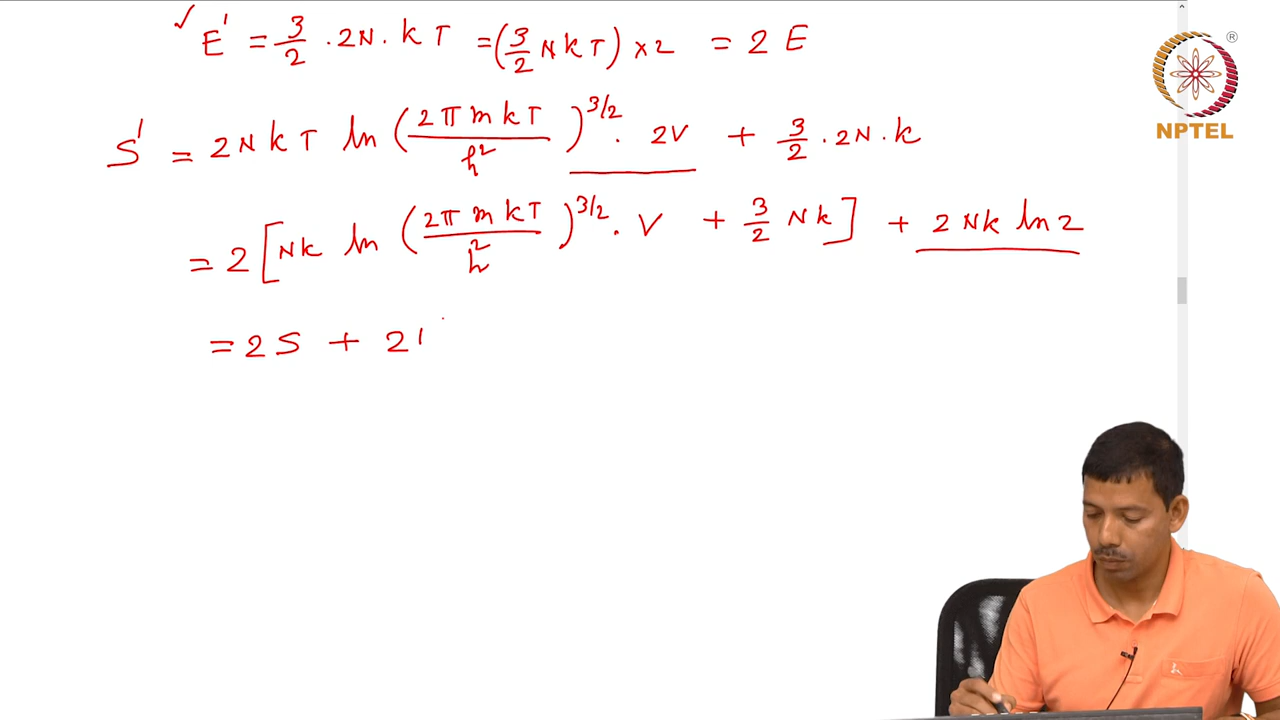 ✓ E' = 3/2 · 2N · kT = (3/2 NkT) × 2 = 2E
S' = 2NkT ln (2πmkT/h²)^3/2 · 2V + 3/2 · 2N · k
= 2 [Nk ln (2πmkT/h²)^3/2 · V + 3/2 Nk] + 2Nk ln 2
= 2S + 21
®
NPTEL